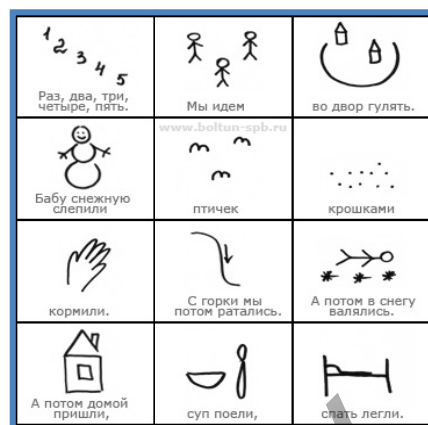 1 2 3 4 5
Раз, два, три,
четыре, пять.
Мы идем
во двор гулять.
www.boltun-spb.ru
Бабу снежную
слепили
птичек
крошками
кормили.
С горки мы
потом ратались.
А потом в снегу
валялись.
А потом домой
пришли,
суп поели,
спать легли.